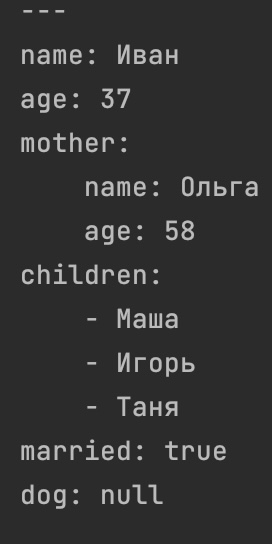 ---
name: Иван
age: 37
mother:
    name: Ольга
    age: 58
children:
    - Маша
    - Игорь
    - Таня
married: true
dog: null